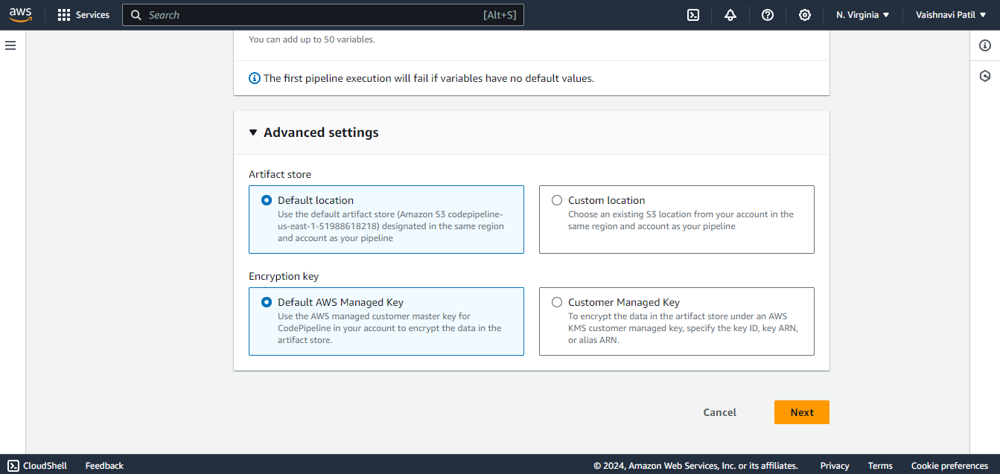 aws
Services
Search
[Alt+S]
N. Virginia
Vaishnavi Patil
You can add up to 50 variables.
The first pipeline execution will fail if variables have no default values.
Advanced settings
Artifact store
Default location
Use the default artifact store (Amazon S3 codepipeline-
us-east-1-51988618218) designated in the same region
and account as your pipeline
Custom location
Choose an existing S3 location from your account in the
same region and account as your pipeline
Encryption key
Default AWS Managed Key
Use the AWS managed customer master key for
CodePipeline in your account to encrypt the data in the
artifact store.
Customer Managed Key
To encrypt the data in the artifact store under an AWS
KMS customer managed key, specify the key ID, key ARN,
or alias ARN.
Cancel
Next
CloudShell
Feedback
© 2024, Amazon Web Services, Inc. or its affiliates.
Privacy
Terms
Cookie preferences